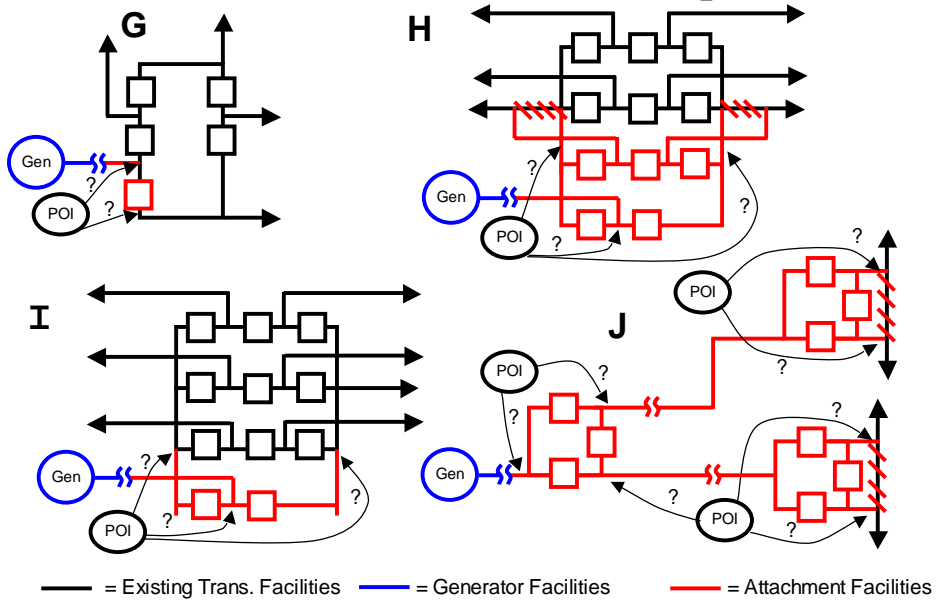 G
Gen
?
POI
?
H
Gen
?
POI
?
?
I
Gen
?
POI
?
?
J
POI
?
?
POI
?
?
Gen
?
?
POI
?
= Existing Trans. Facilities
= Generator Facilities
= Attachment Facilities